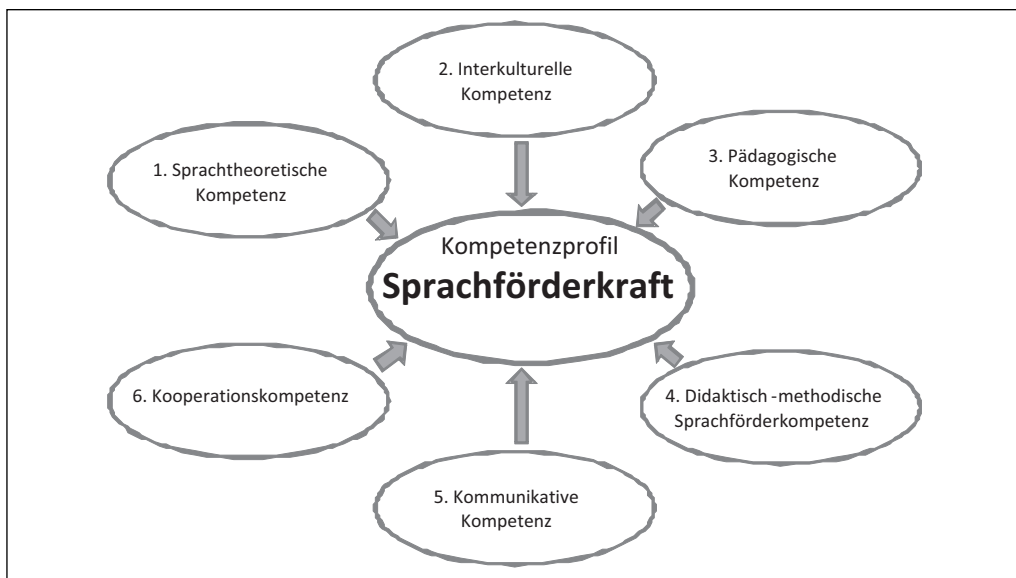 2. Interkulturelle
Kompetenz
1. Sprachtheoretische
Kompetenz
3. Pädagogische
Kompetenz
Kompetenzprofil
Sprachförderkraft
6. Kooperationskompetenz
4. Didaktisch -methodische
Sprachförderkompetenz
5. Kommunikative
Kompetenz